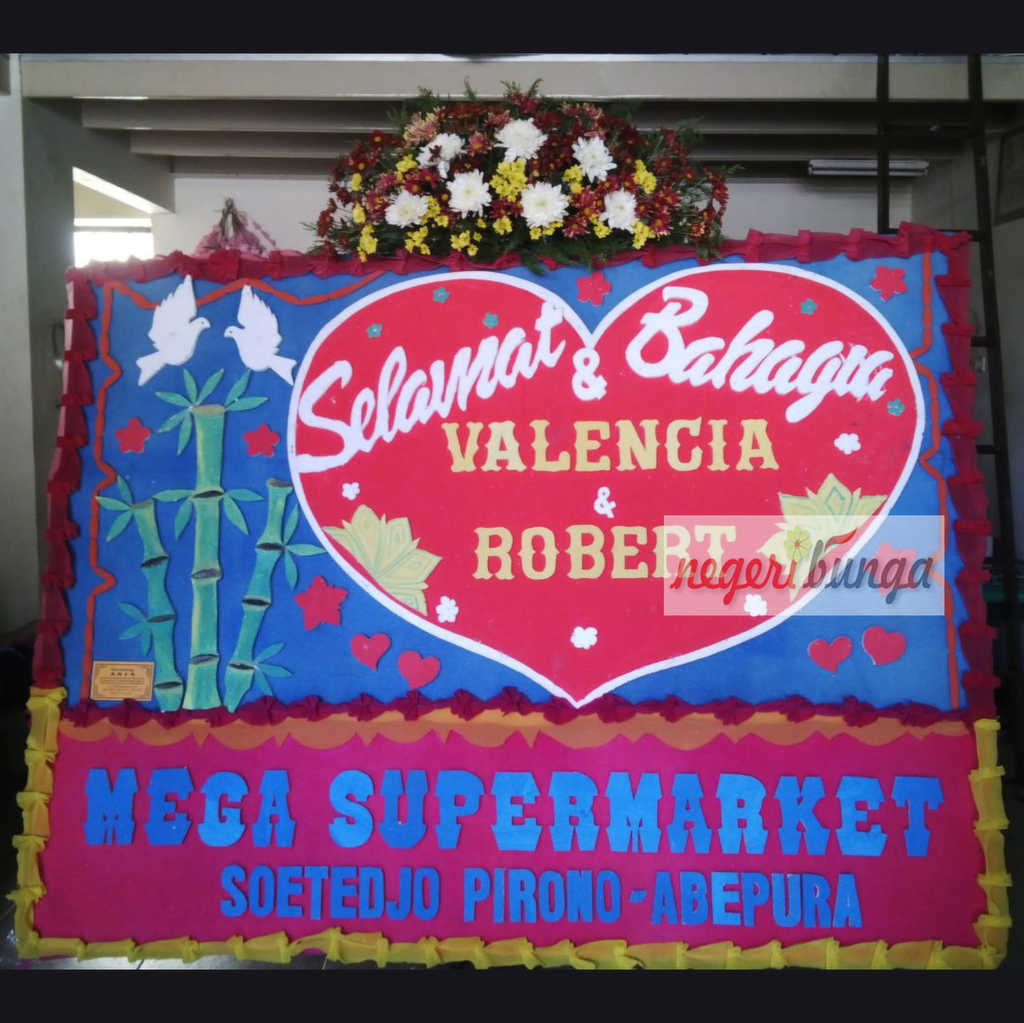 Selamat & Bahagia
VALENCIA
&
ROBERT
negeri bunga
MEGA SUPERMARKET
SOETEDJO PIRONO - ABEPURA